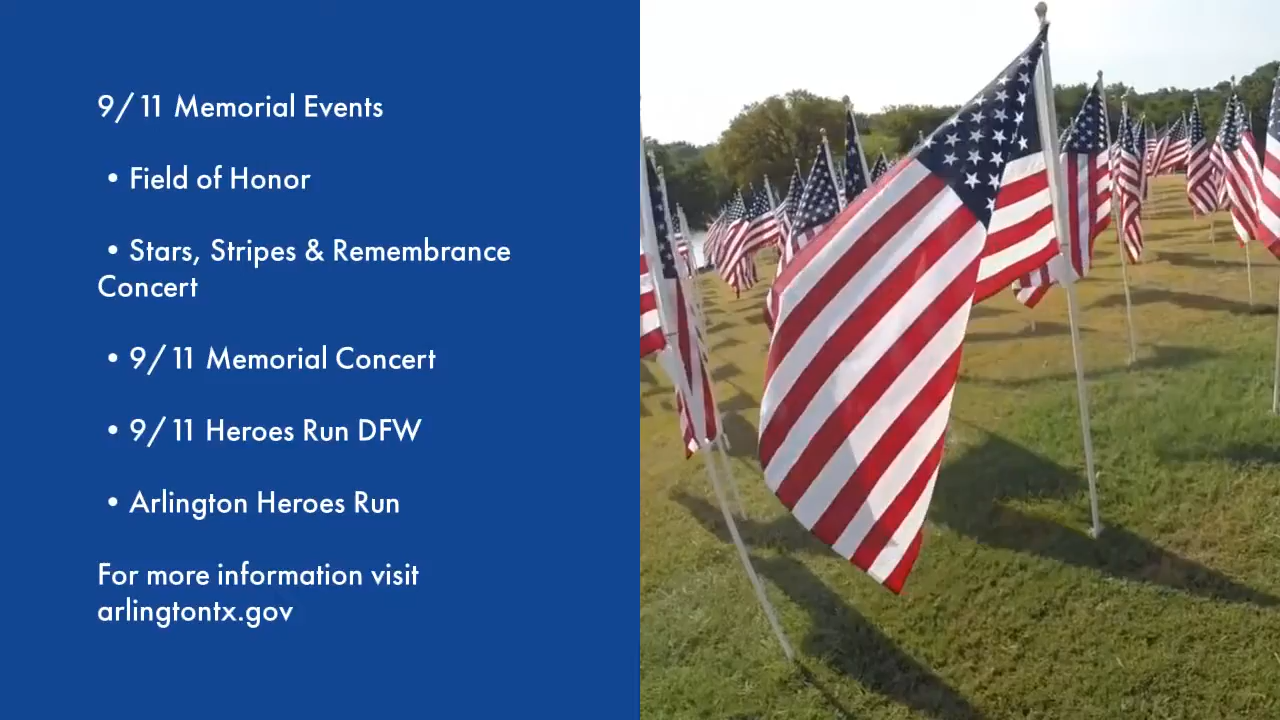 9/11 Memorial Events
• Field of Honor
• Stars, Stripes & Remembrance
Concert
• 9/11 Memorial Concert
• 9/11 Heroes Run DFW
• Arlington Heroes Run
For more information visit
arlingtontx.gov